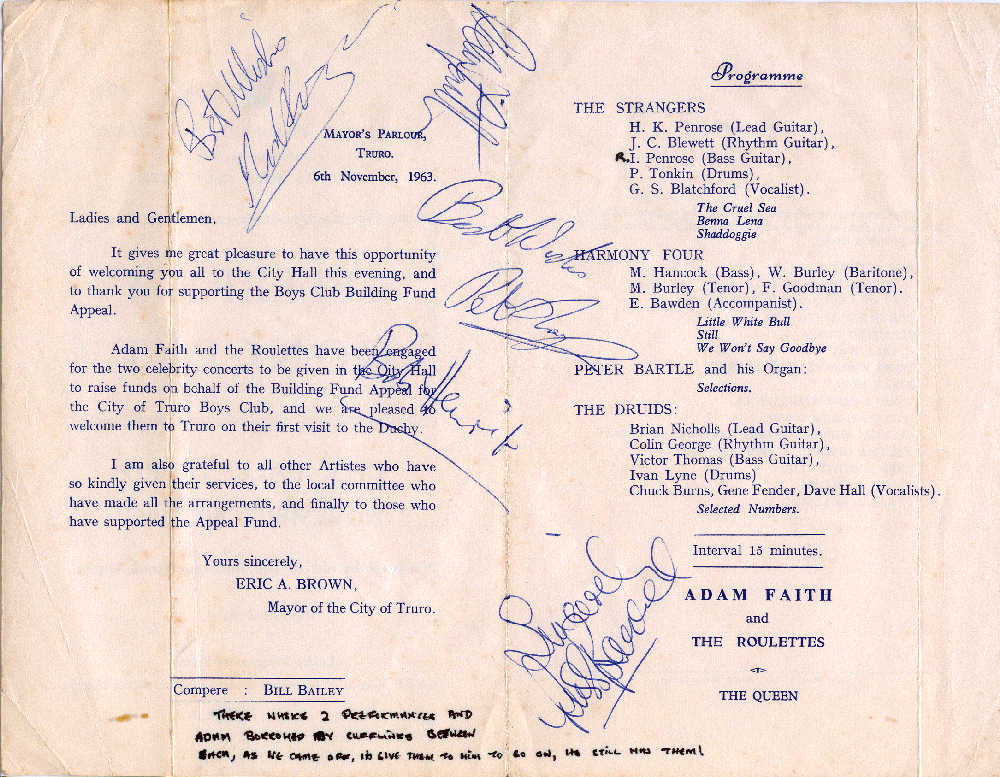 Best Wishes
MAYOR'S PARLOUR,
TRURO.
6th November, 1963.
Ladies and Gentlemen,
It gives me great pleasure to have this opportunity
of welcoming you all to the City Hall this evening, and
to thank you for supporting the Boys Club Building Fund
Appeal.
Adam Faith and the Roulettes have been engaged
for the two celebrity concerts to be given in the City Hall
to raise funds on behalf of the Building Fund Appeal for
the City of Truro Boys Club, and we are pleased to
welcome them to Truro on their first visit to the Duchy.
I am also grateful to all other Artistes who have
so kindly given their services, to the local committee who
have made all the arrangements, and finally to those who
have supported the Appeal Fund.
Yours sincerely,
ERIC A. BROWN,
Mayor of the City of Truro.
Compere : BILL BAILEY
THERE WHERE 2 PERFORMANCES AND
ADAM BORROWED MY CUFFLINKS BETWEEN
EACH, AS WE CAME OFF, I'D GIVE THEM TO HIM TO GO ON, HE STILL HAS THEM!
Best Wishes
Bob Henrit
Programme
THE STRANGERS
H. K. Penrose (Lead Guitar),
J. C. Blewett (Rhythm Guitar),
R.I. Penrose (Bass Guitar),
P. Tonkin (Drums),
G. S. Blatchford (Vocalist).
The Cruel Sea
Benna Lena
Shaddoggie
HARMONY FOUR
M. Hancock (Bass), W. Burley (Baritone),
M. Burley (Tenor), F. Goodman (Tenor).
E. Bawden (Accompanist).
Little White Bull
Still
We Won't Say Goodbye
PETER BARTLE and his Organ:
Selections.
THE DRUIDS:
Brian Nicholls (Lead Guitar),
Colin George (Rhythm Guitar),
Victor Thomas (Bass Guitar),
Ivan Lyne (Drums)
Chuck Burns, Gene Fender, Dave Hall (Vocalists).
Selected Numbers.
Interval 15 minutes.
ADAM FAITH
and
THE ROULETTES
THE QUEEN